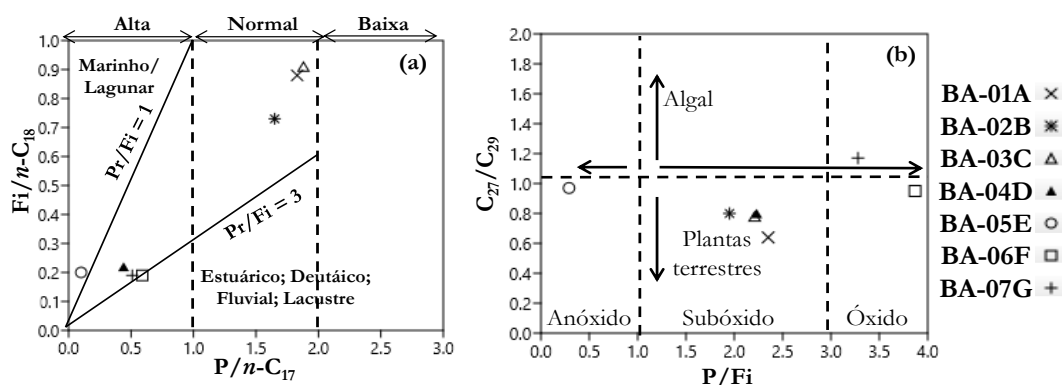 Alta Normal Baixa
(a)
Marinho/
Lagunar
Pr/Fi = 1
Pr/Fi = 3
Estuárico; Deutáico;
Fluvial; Lacustre
Fi/n-C18
1.0
0.9
0.8
0.7
0.6
0.5
0.4
0.3
0.2
0.1
0.0
0.0 0.5 1.0 1.5 2.0 2.5 3.0
P/n-C17
(b)
Algal
Plantas
terrestres
Anóxido Subóxido Óxido
C27/C29
2.0
1.8
1.6
1.4
1.2
1.0
0.8
0.6
0.4
0.2
0.0
0.0 0.5 1.0 1.5 2.0 2.5 3.0 3.5 4.0
P/Fi
BA-01A
BA-02B
BA-03C
BA-04D
BA-05E
BA-06F
BA-07G